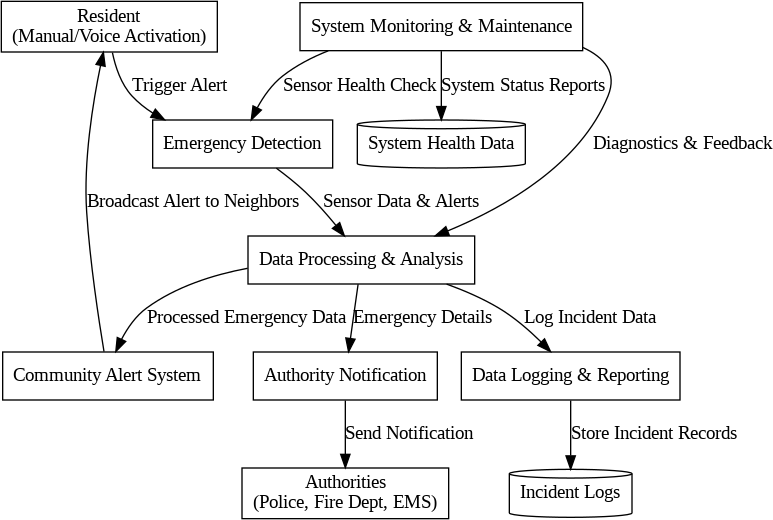 Resident
(Manual/Voice Activation)
System Monitoring & Maintenance
Trigger Alert
Sensor Health Check
System Status Reports
Emergency Detection
System Health Data
Diagnostics & Feedback
Broadcast Alert to Neighbors
Sensor Data & Alerts
Data Processing & Analysis
Processed Emergency Data
Emergency Details
Log Incident Data
Community Alert System
Authority Notification
Data Logging & Reporting
Send Notification
Store Incident Records
Authorities
(Police, Fire Dept, EMS)
Incident Logs